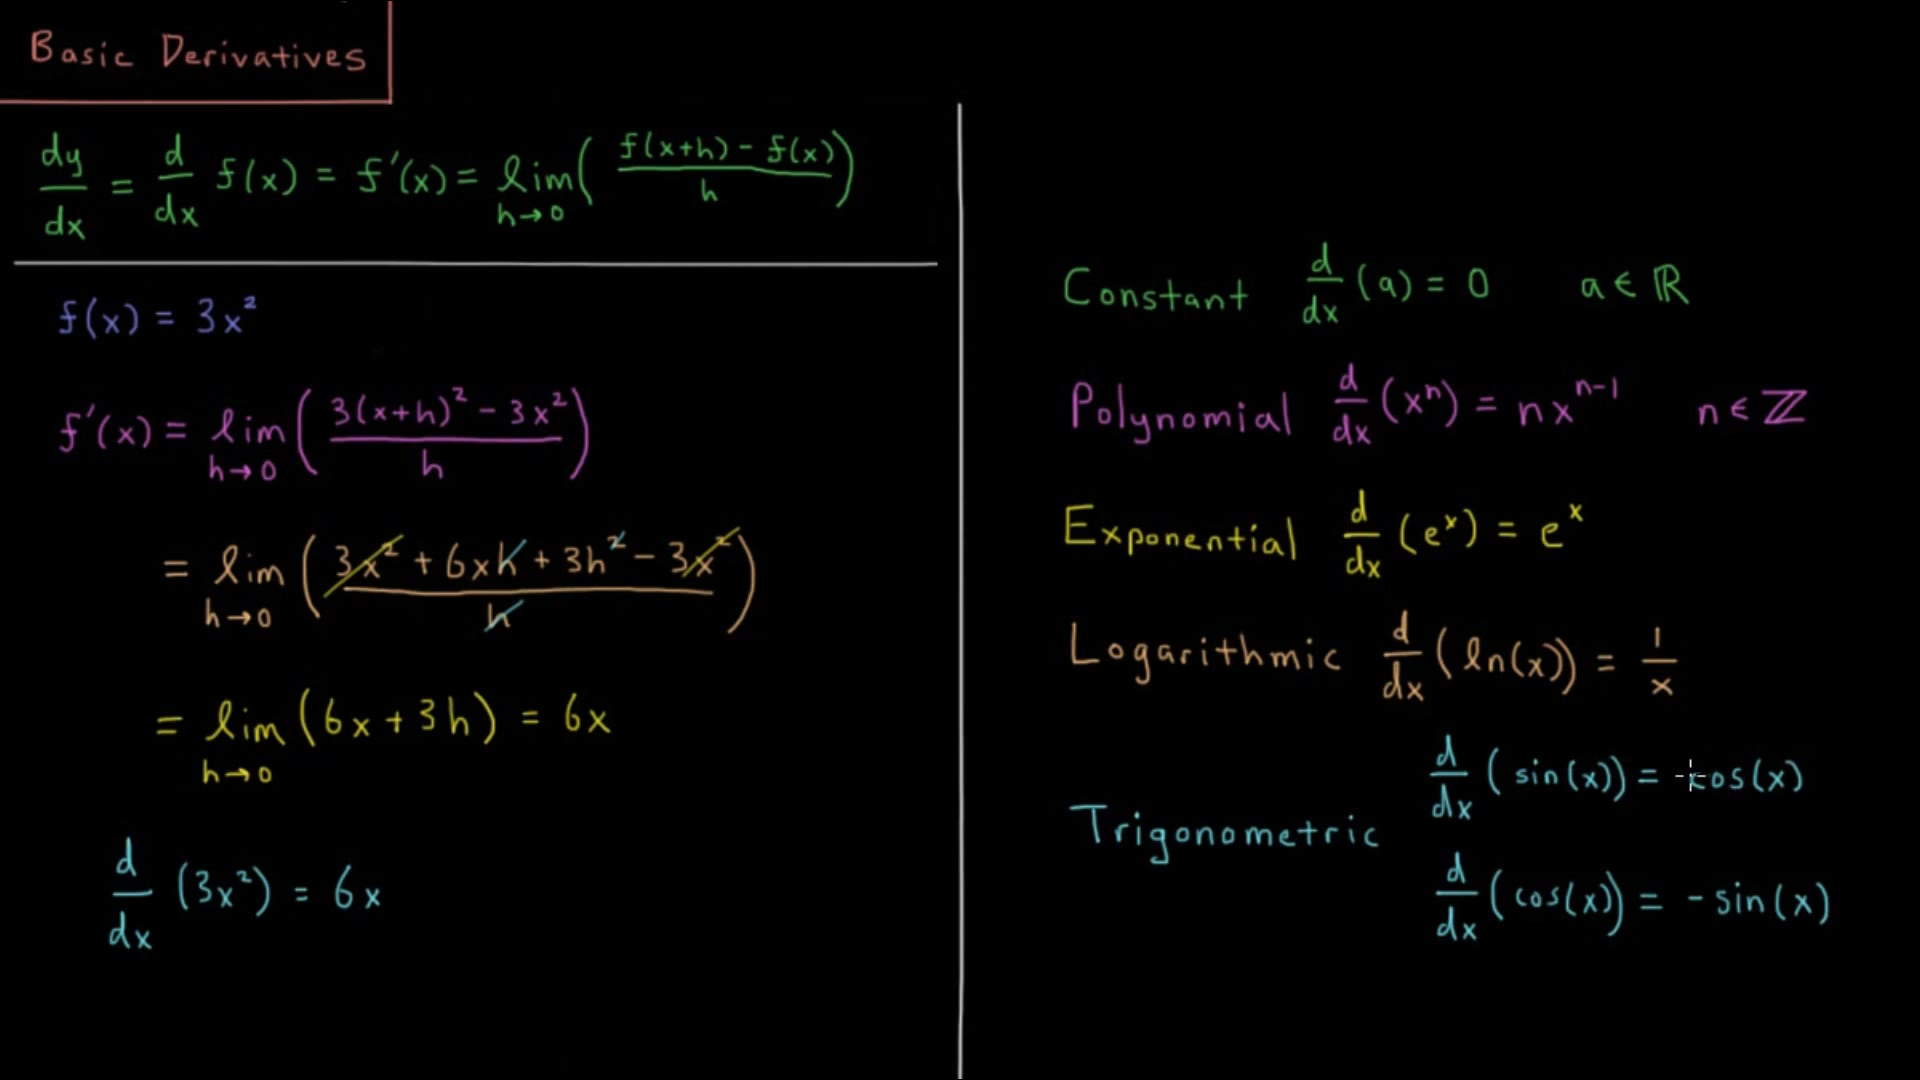 Basic Derivatives
dy/dx = d/dx f(x) = f'(x) = lim h→0 ( (f(x+h) - f(x)) / h )
f(x) = 3x²
f'(x) = lim h→0 ( (3(x+h)² - 3x²) / h )
= lim h→0 ( (3x² + 6xh + 3h² - 3x²) / h )
= lim h→0 (6x + 3h) = 6x
d/dx (3x²) = 6x
Constant d/dx (a) = 0 a ∈ ℝ
Polynomial d/dx (xⁿ) = nxⁿ⁻¹ n ∈ ℤ
Exponential d/dx (eˣ) = eˣ
Logarithmic d/dx (ln(x)) = 1/x
Trigonometric
d/dx (sin(x)) = cos(x)
d/dx (cos(x)) = -sin(x)